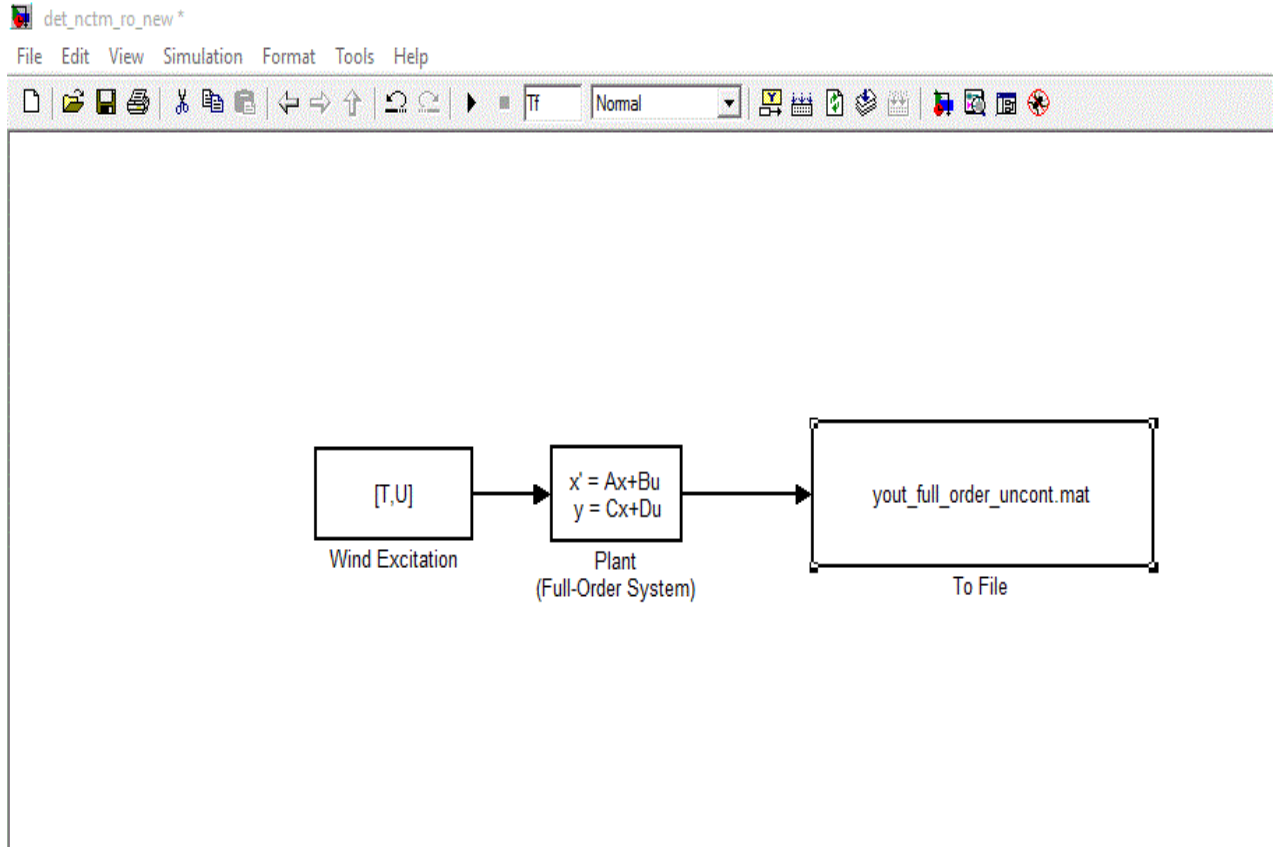 det_nctm_ro_new *
File Edit View Simulation Format Tools Help
Tf Normal
[T,U]
Wind Excitation
x' = Ax+Bu
y = Cx+Du
Plant
(Full-Order System)
yout_full_order_uncont.mat
To File